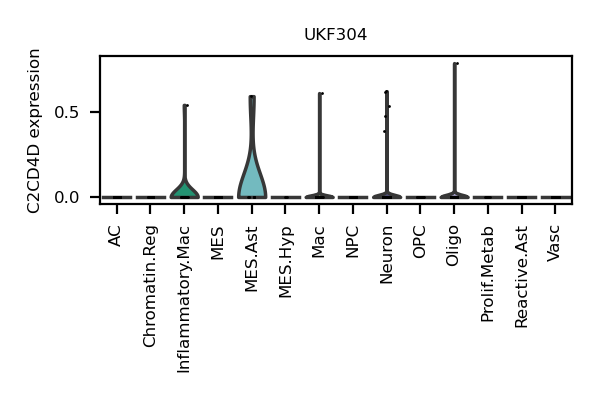 UKF304
C2CD4D expression
0.5
0.0
AC
Chromatin.Reg
Inflammatory.Mac
MES
MES.Ast
MES.Hyp
Mac
NPC
Neuron
OPC
Oligo
Prolif.Metab
Reactive.Ast
Vasc